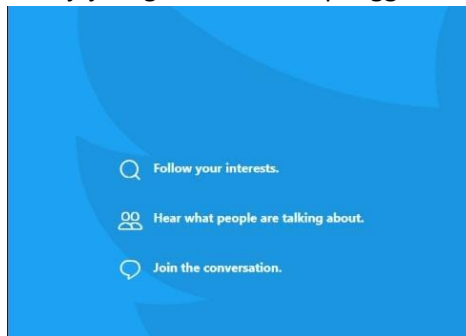 Follow your interests.
Hear what people are talking about.
Join the conversation.